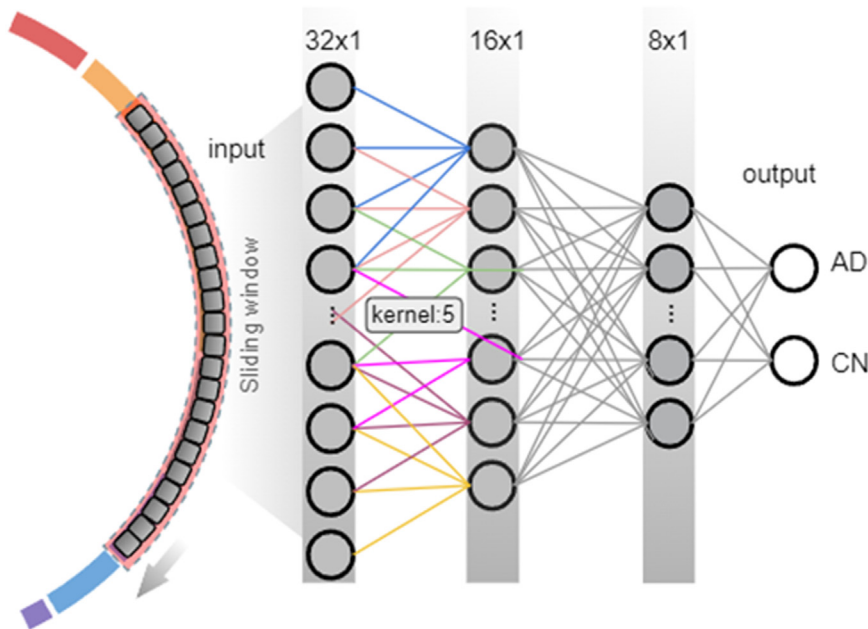 32x1
16x1
8x1
input
output
Sliding window
kernel:5
AD
CN